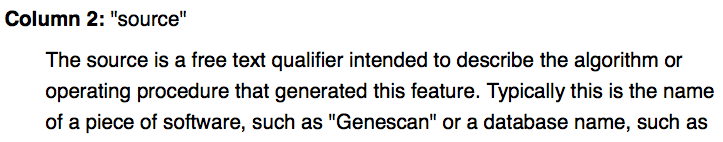 Column 2: "source"
The source is a free text qualifier intended to describe the algorithm or
operating procedure that generated this feature. Typically this is the name
of a piece of software, such as "Genescan" or a database name, such as